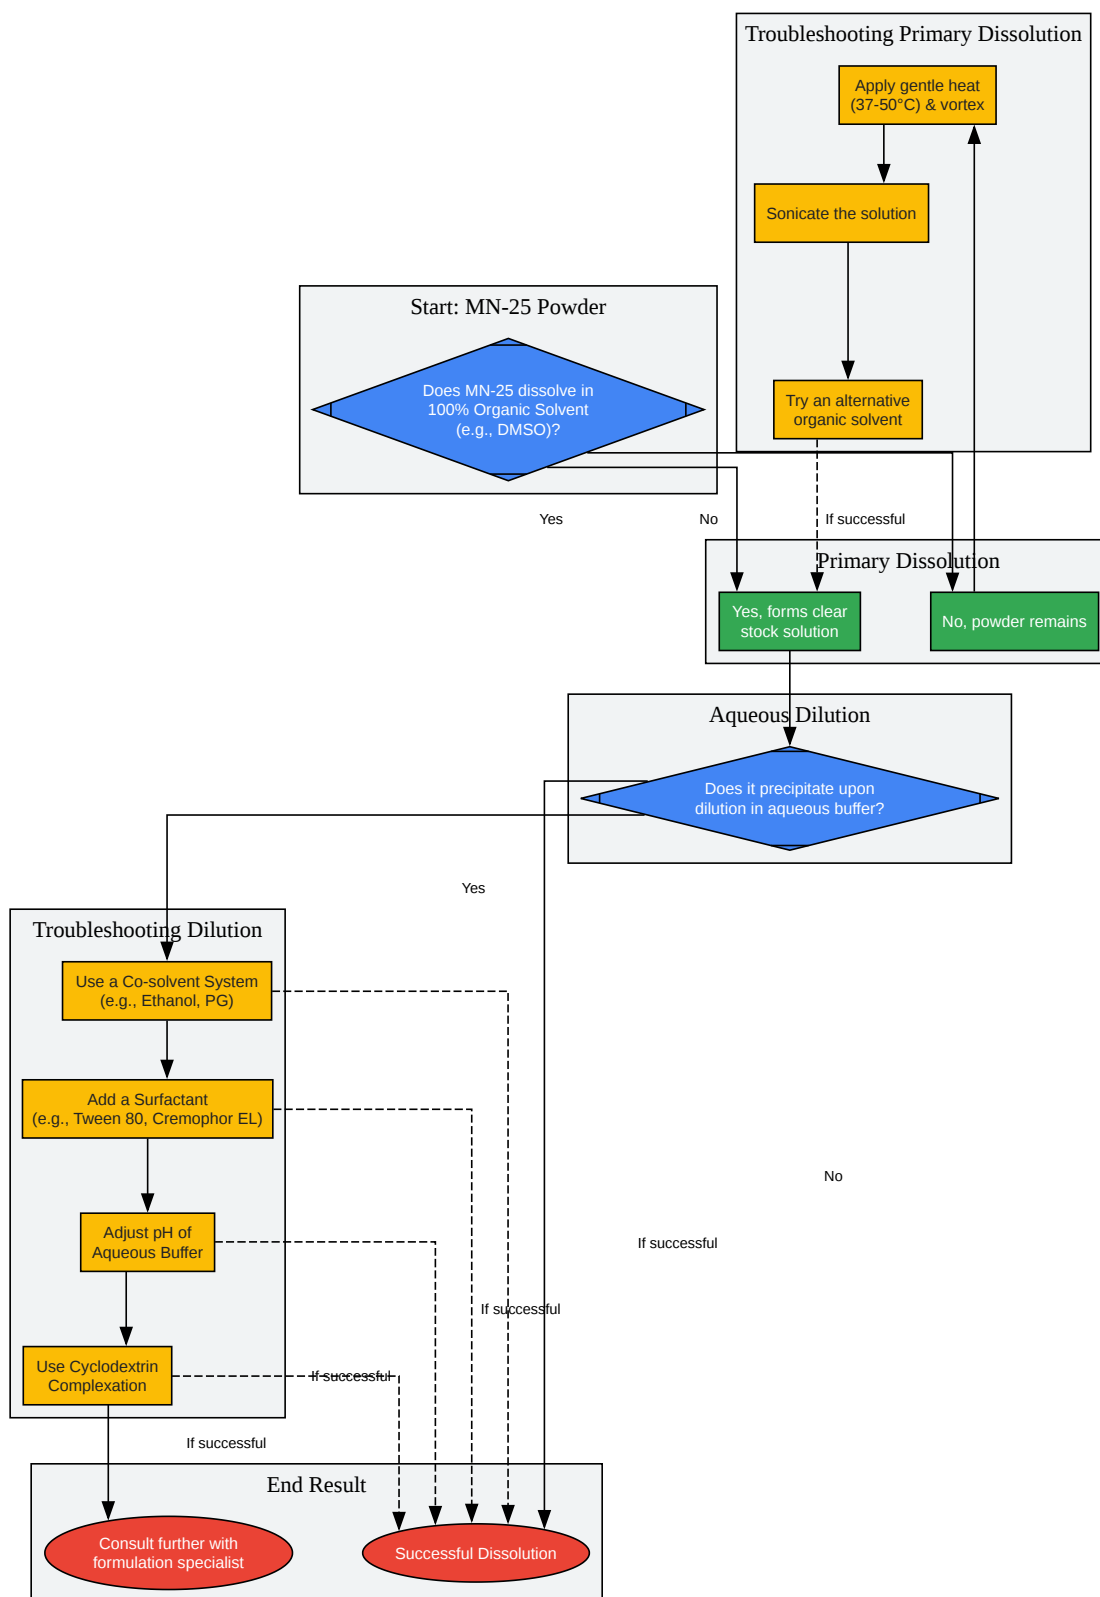 Troubleshooting Primary Dissolution
Apply gentle heat
(37-50°C) & vortex
Sonicate the solution
Start: MN-25 Powder
Does MN-25 dissolve in
100% Organic Solvent
(e.g., DMSO)?
Try an alternative
organic solvent
Yes
No
If successful
Primary Dissolution
Yes, forms clear
stock solution
No, powder remains
Aqueous Dilution
Does it precipitate upon
dilution in aqueous buffer?
Yes
Troubleshooting Dilution
Use a Co-solvent System
(e.g., Ethanol, PG)
Add a Surfactant
(e.g., Tween 80, Cremophor EL)
No
Adjust pH of
Aqueous Buffer
If successful
If successful
Use Cyclodextrin
Complexation
If successful
If successful
End Result
Consult further with
formulation specialist
Successful Dissolution